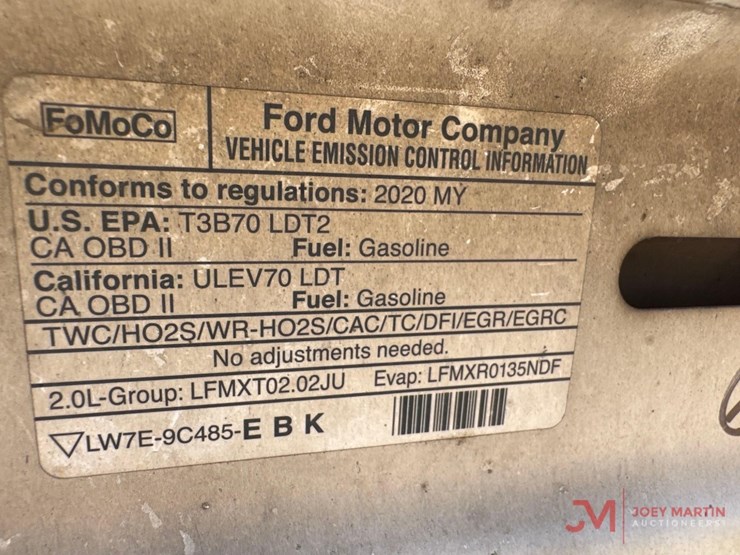 FoMoCo
Ford Motor Company
VEHICLE EMISSION CONTROL INFORMATION
Conforms to regulations: 2020 MY
U.S. EPA: T3B70 LDT2
CA OBD II Fuel: Gasoline
California: ULEV70 LDT
CA OBD II Fuel: Gasoline
TWC/HO2S/WR-HO2S/CAC/TC/DFI/EGR/EGRC
No adjustments needed.
2.0L-Group: LFMXT02.02JU Evap: LFMXR0135NDF
LW7E-9C485-E B K
JM JOEY MARTIN
AUCTIONEERS